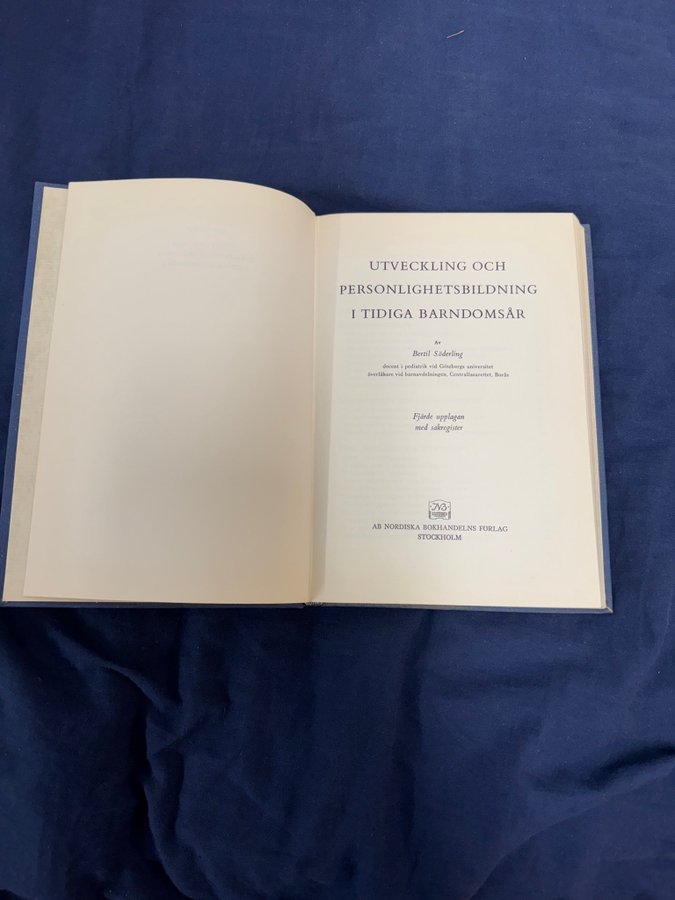 UTVECKLING OCH
PERSONLIGHETSBILDNING
I TIDIGA BARNDOMSÅR
Av
Bertil Söderling
docent i pediatrik vid Göteborgs universitet
överläkare vid barnavdelningen, Centrallasarettet, Borås
Fjärde upplagan
med sakregister
AB NORDISKA BOKHANDELNS FÖRLAG
STOCKHOLM